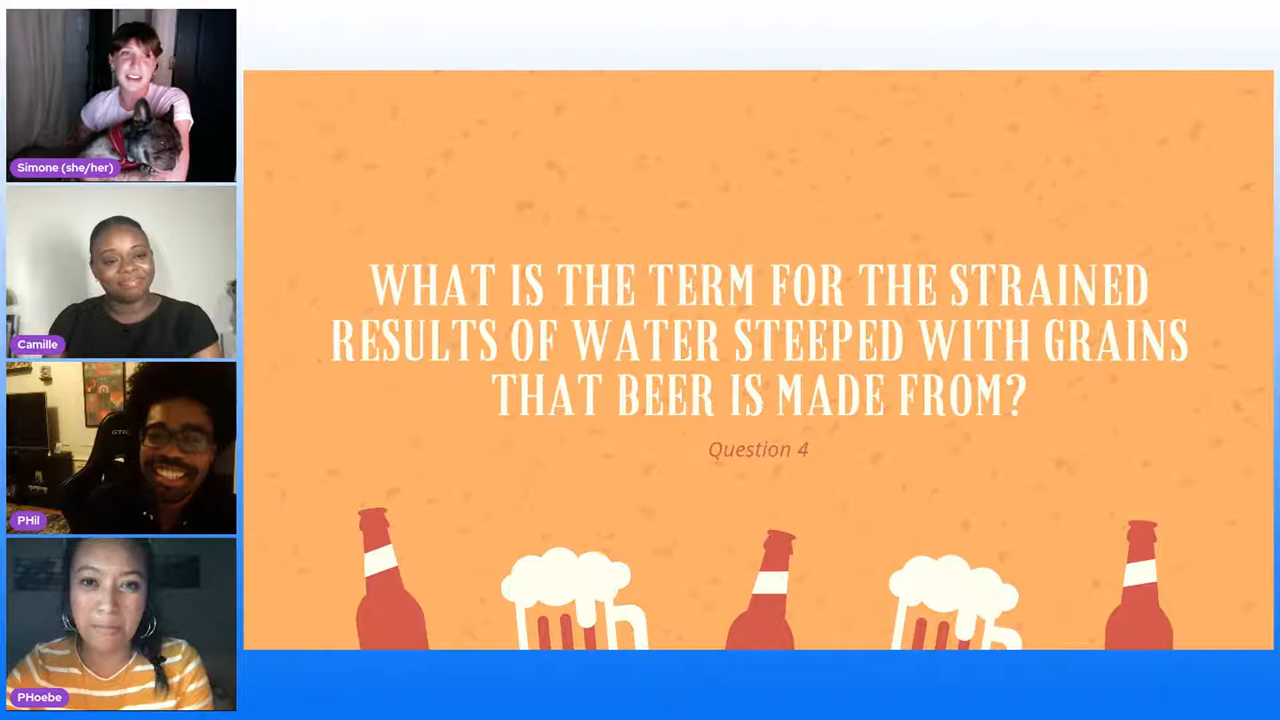 Simone (she/her)
Camille
GTR
PHil
PHoebe
WHAT IS THE TERM FOR THE STRAINED
RESULTS OF WATER STEEPED WITH GRAINS
THAT BEER IS MADE FROM?
Question 4